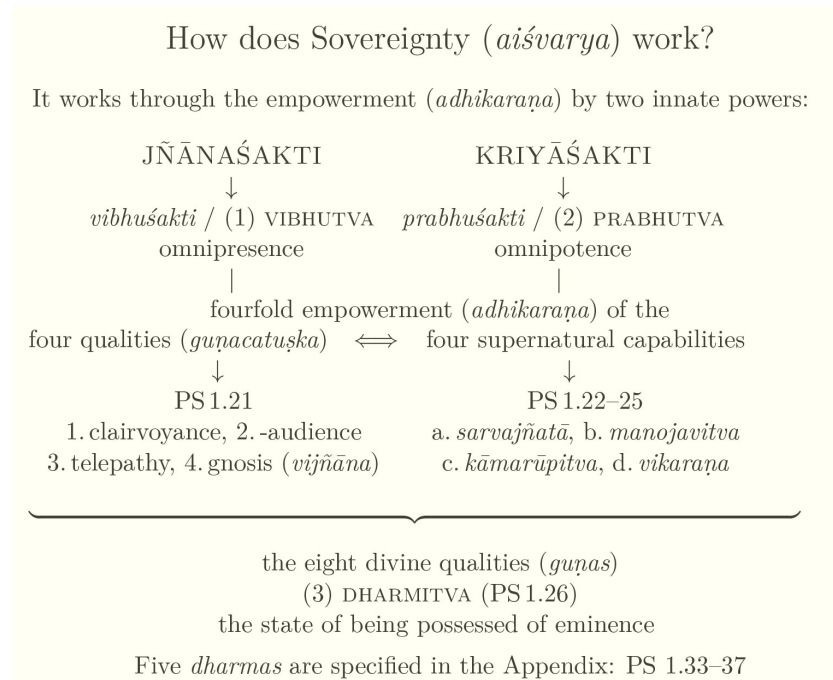 How does Sovereignty (aiśvarya) work?
It works through the empowerment (adhikaraṇa) by two innate powers:
JÑĀNAŚAKTI KRIYĀŚAKTI
↓ ↓
vibhuśakti / (1) VIBHUTVA prabhuśakti / (2) PRABHUTVA
omnipresence omnipotence
| |
fourfold empowerment (adhikaraṇa) of the
four qualities (guṇacatuṣka) ⟺ four supernatural capabilities
↓ ↓
PS 1.21 PS 1.22–25
1. clairvoyance, 2. -audience a. sarvajñatā, b. manojavitva
3. telepathy, 4. gnosis (vijñāna) c. kāmarūpitva, d. vikaraṇa
the eight divine qualities (guṇas)
(3) DHARMITVA (PS 1.26)
the state of being possessed of eminence
Five dharmas are specified in the Appendix: PS 1.33–37